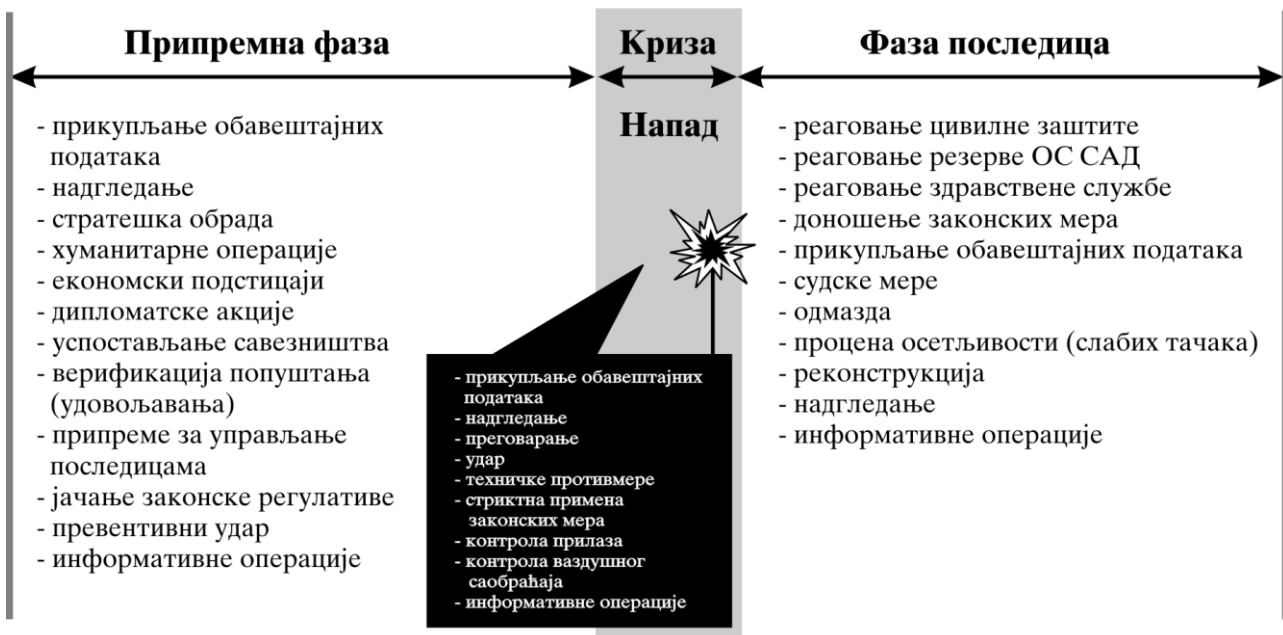 Припремна фаза
Криза
Фаза последица
- прикупљање обавештајних
података
- надгледање
- стратешка обрада
- хуманитарне операције
- економски подстицаји
- дипломатске акције
- успостављање савезништва
- верификација попуштања
(удовољавања)
- припреме за управљање
последицама
- јачање законске регулативе
- превентивни удар
- информативне операције
Напад
- прикупљање обавештајних
података
- надгледање
- преговарање
- удар
- техничке противмере
- стриктна примена
законских мера
- контрола прилаза
- контрола ваздушног
саобраћаја
- информативне операције
- реаговање цивилне заштите
- реаговање резерве ОС САД
- реаговање здравствене службе
- доношење законских мера
- прикупљање обавештајних података
- судске мере
- одмазда
- процена осетљивости (слабих тачака)
- реконструкција
- надгледање
- информативне операције